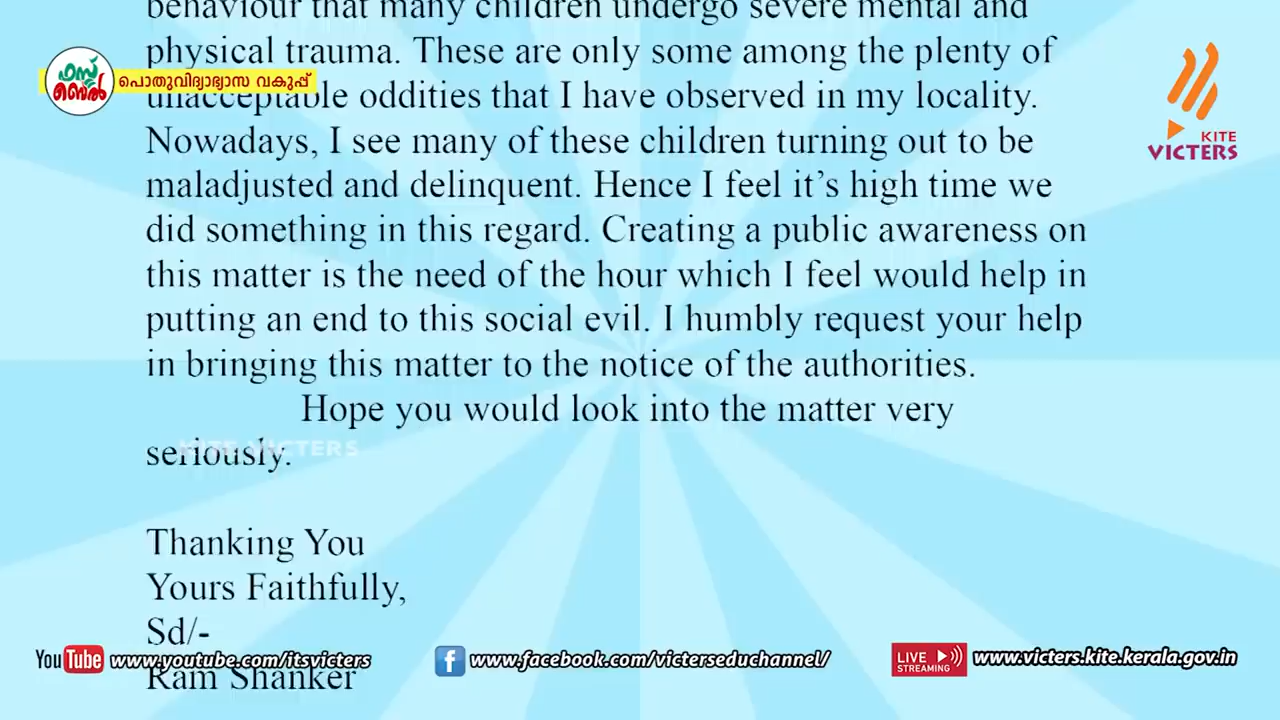 behaviour that many children undergo severe mental and
physical trauma. These are only some among the plenty of
unacceptable oddities that I have observed in my locality.
Nowadays, I see many of these children turning out to be
maladjusted and delinquent. Hence I feel it’s high time we
did something in this regard. Creating a public awareness on
this matter is the need of the hour which I feel would help in
putting an end to this social evil. I humbly request your help
in bringing this matter to the notice of the authorities.
Hope you would look into the matter very
seriously.
Thanking You
Yours Faithfully,
Sd/-
Ram Shanker
ഫസ്റ്റ്
ബെൽ
പൊതുവിദ്യാഭ്യാസ വകുപ്പ്
KITE
VICTERS
KITE VICTERS
YouTube www.youtube.com/itsvicters
f www.facebook.com/victerseduchannel/
LIVE STREAMING www.victers.kite.kerala.gov.in